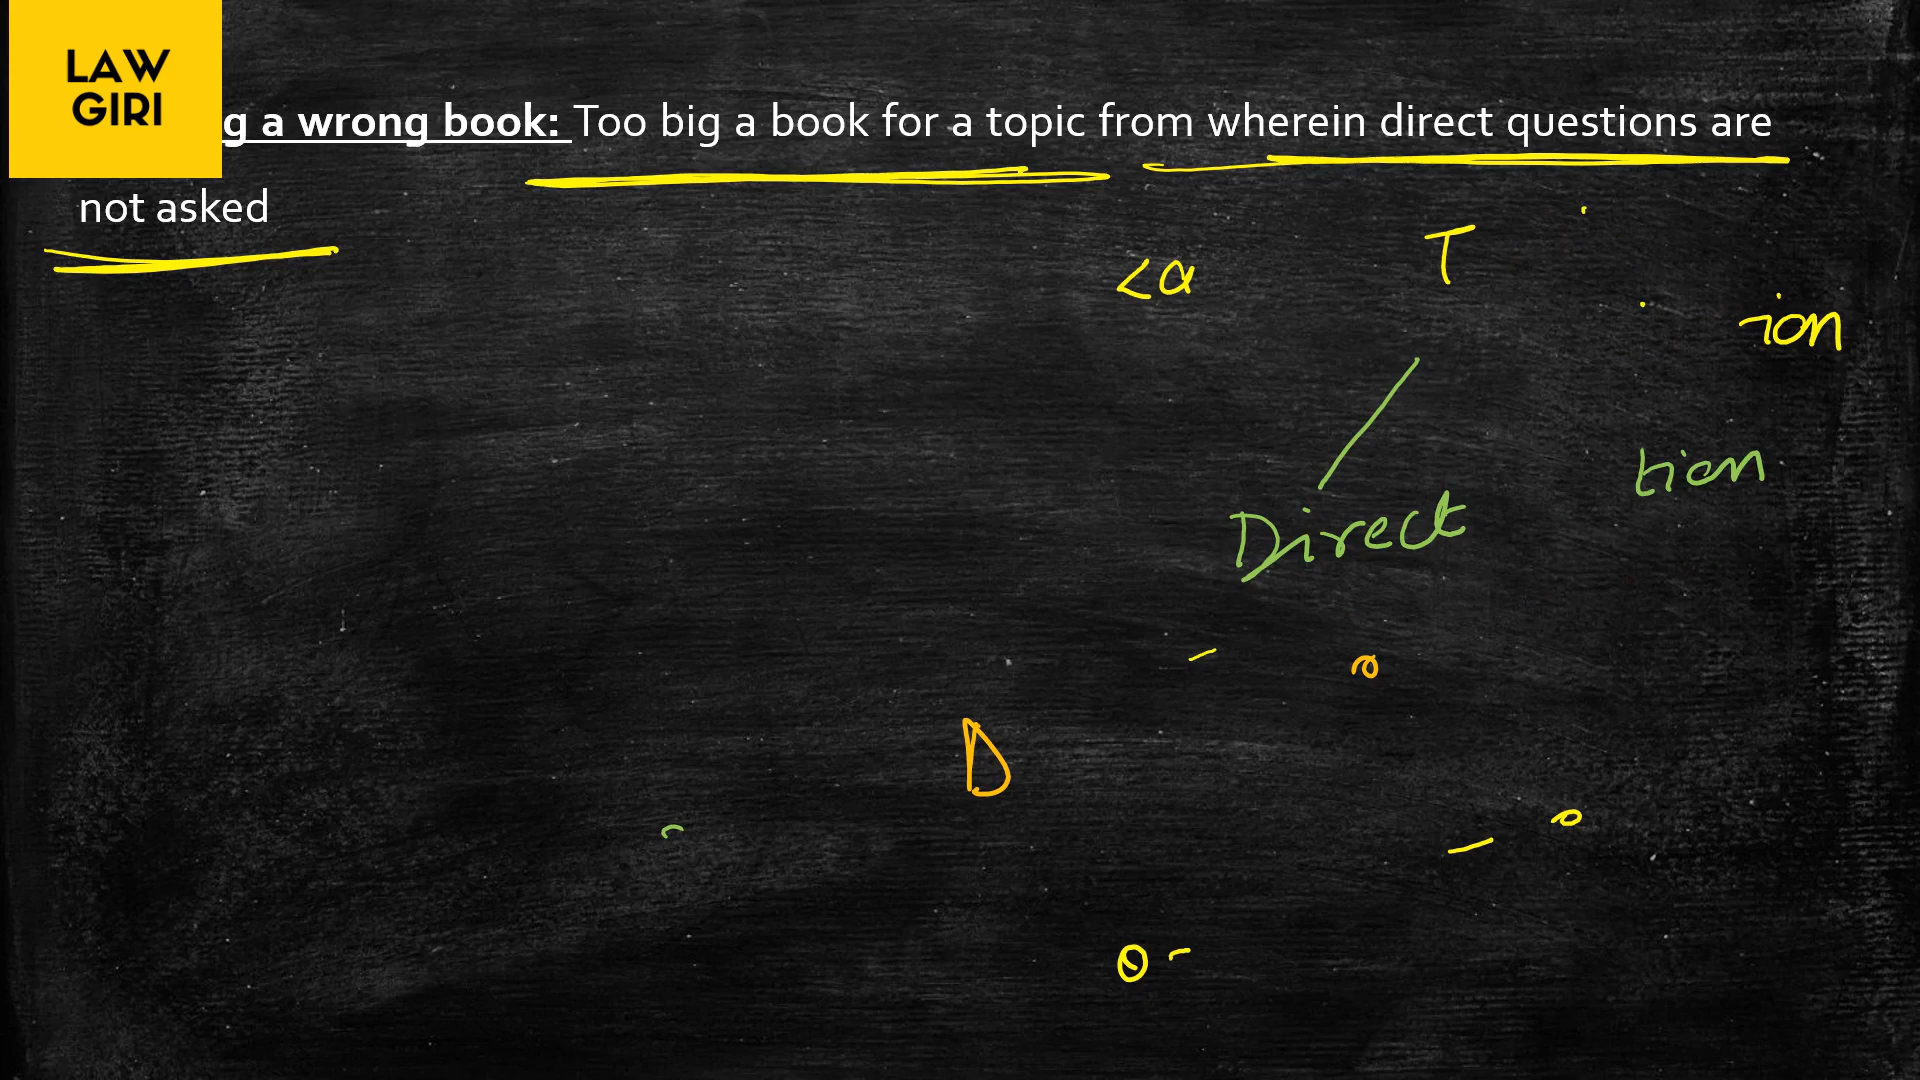 LAW
GIRI
g a wrong book: Too big a book for a topic from wherein direct questions are
not asked
T
ion
tion
Direct
D